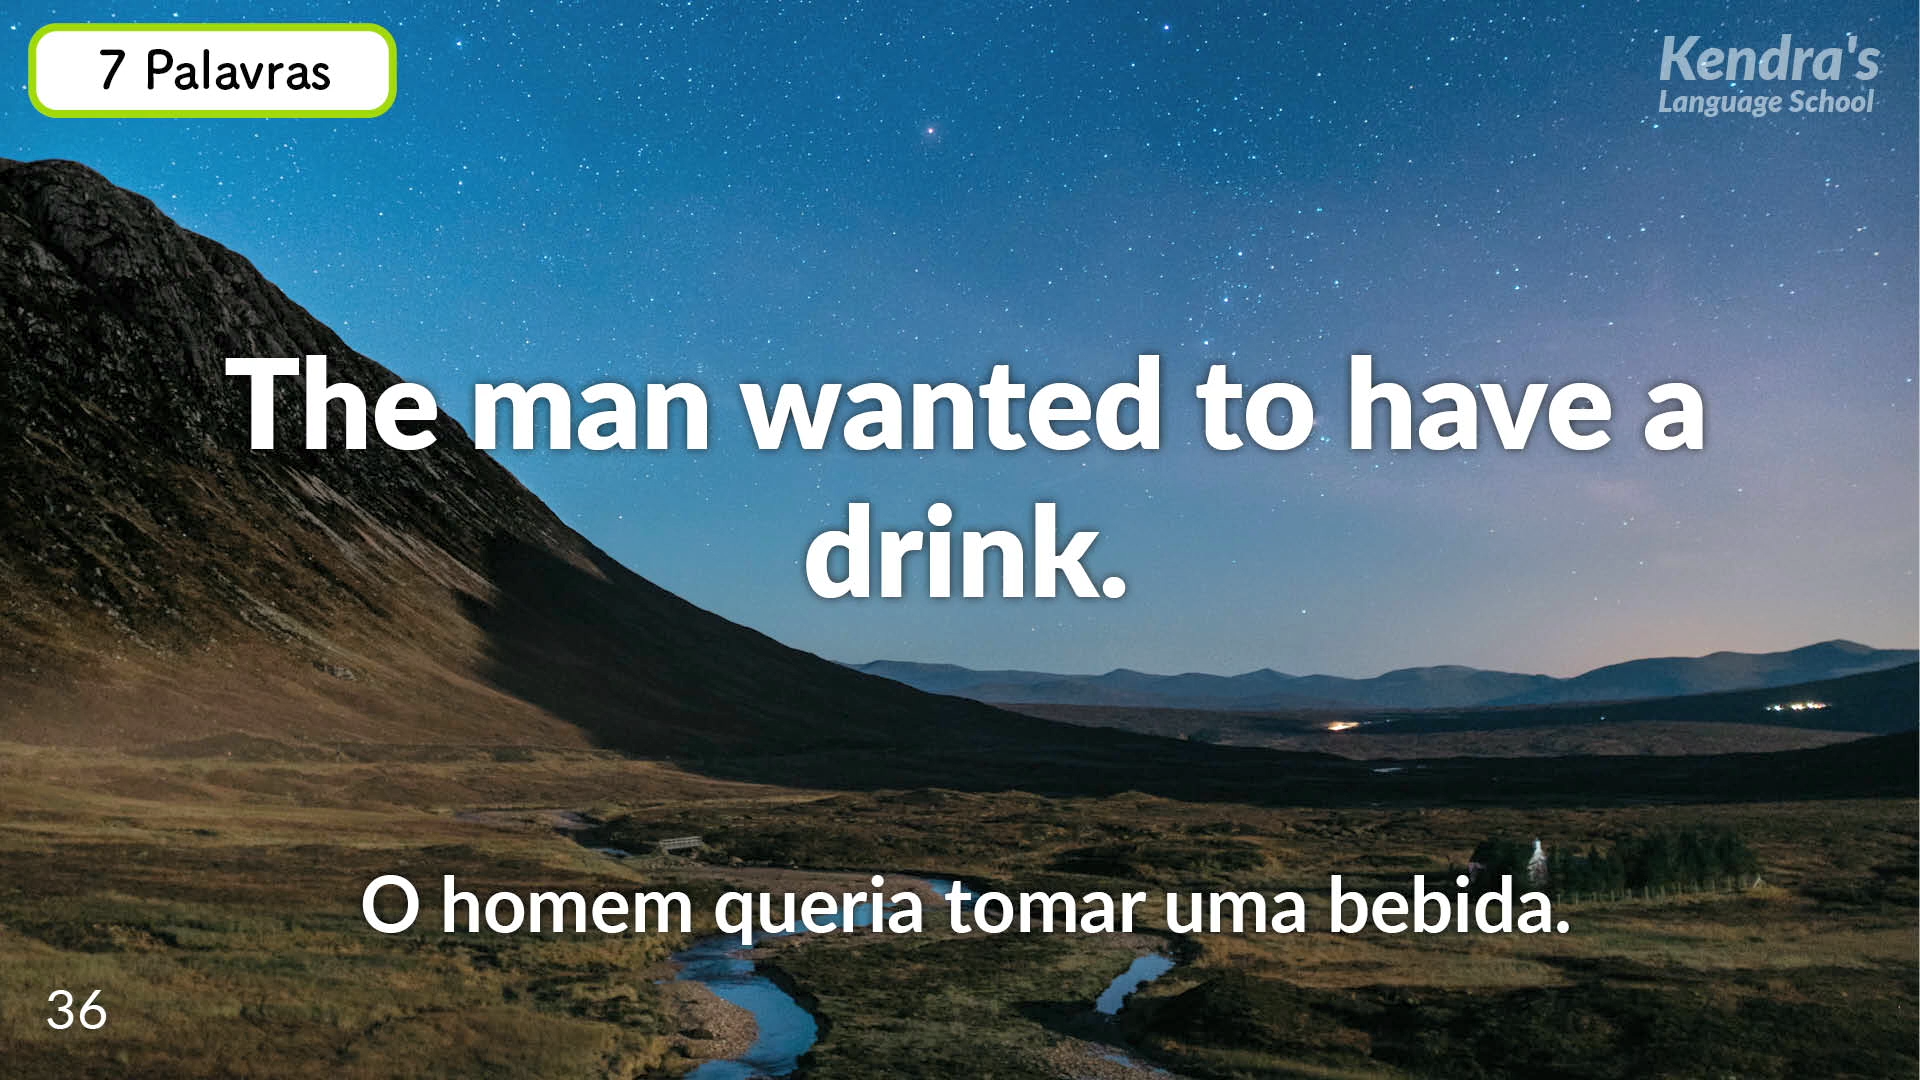 7 Palavras
Kendra's
Language School
The man wanted to have a
drink.
O homem queria tomar uma bebida.
36